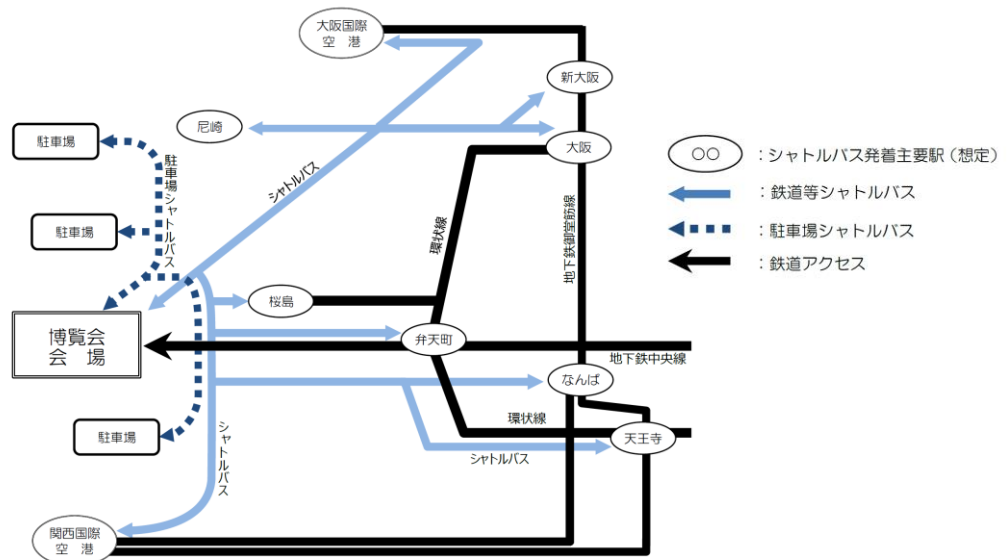 大阪国際
空　港
新大阪
尼崎
大阪
駐車場
駐車場シャトルバス
シャトルバス
環状線
地下鉄御堂筋線
駐車場
桜島
博覧会
会　場
弁天町
地下鉄中央線
なんば
環状線
駐車場
シャトルバス
天王寺
シャトルバス
関西国際
空　港
○○：シャトルバス発着主要駅（想定）
：鉄道等シャトルバス
：駐車場シャトルバス
：鉄道アクセス